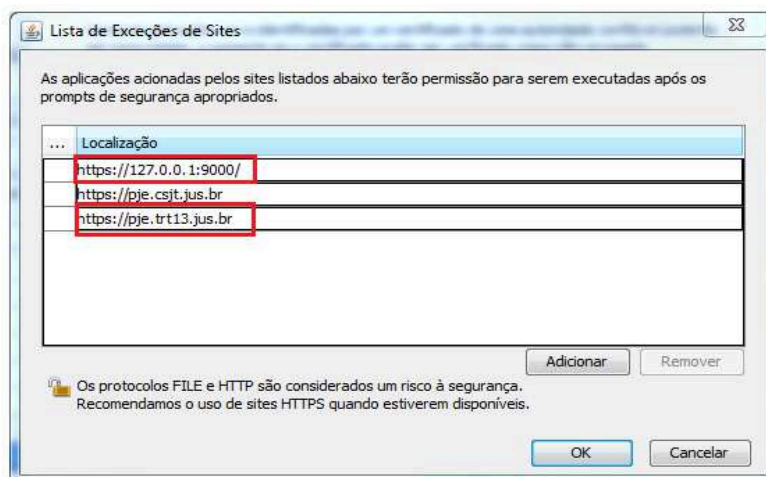 Lista de Exceções de Sites
As aplicações acionadas pelos sites listados abaixo terão permissão para serem executadas após os
prompts de segurança apropriados.
... Localização
https://127.0.0.1:9000/
https://pje.csjt.jus.br
https://pje.trt13.jus.br
Adicionar Remover
Os protocolos FILE e HTTP são considerados um risco à segurança.
Recomendamos o uso de sites HTTPS quando estiverem disponíveis.
OK Cancelar